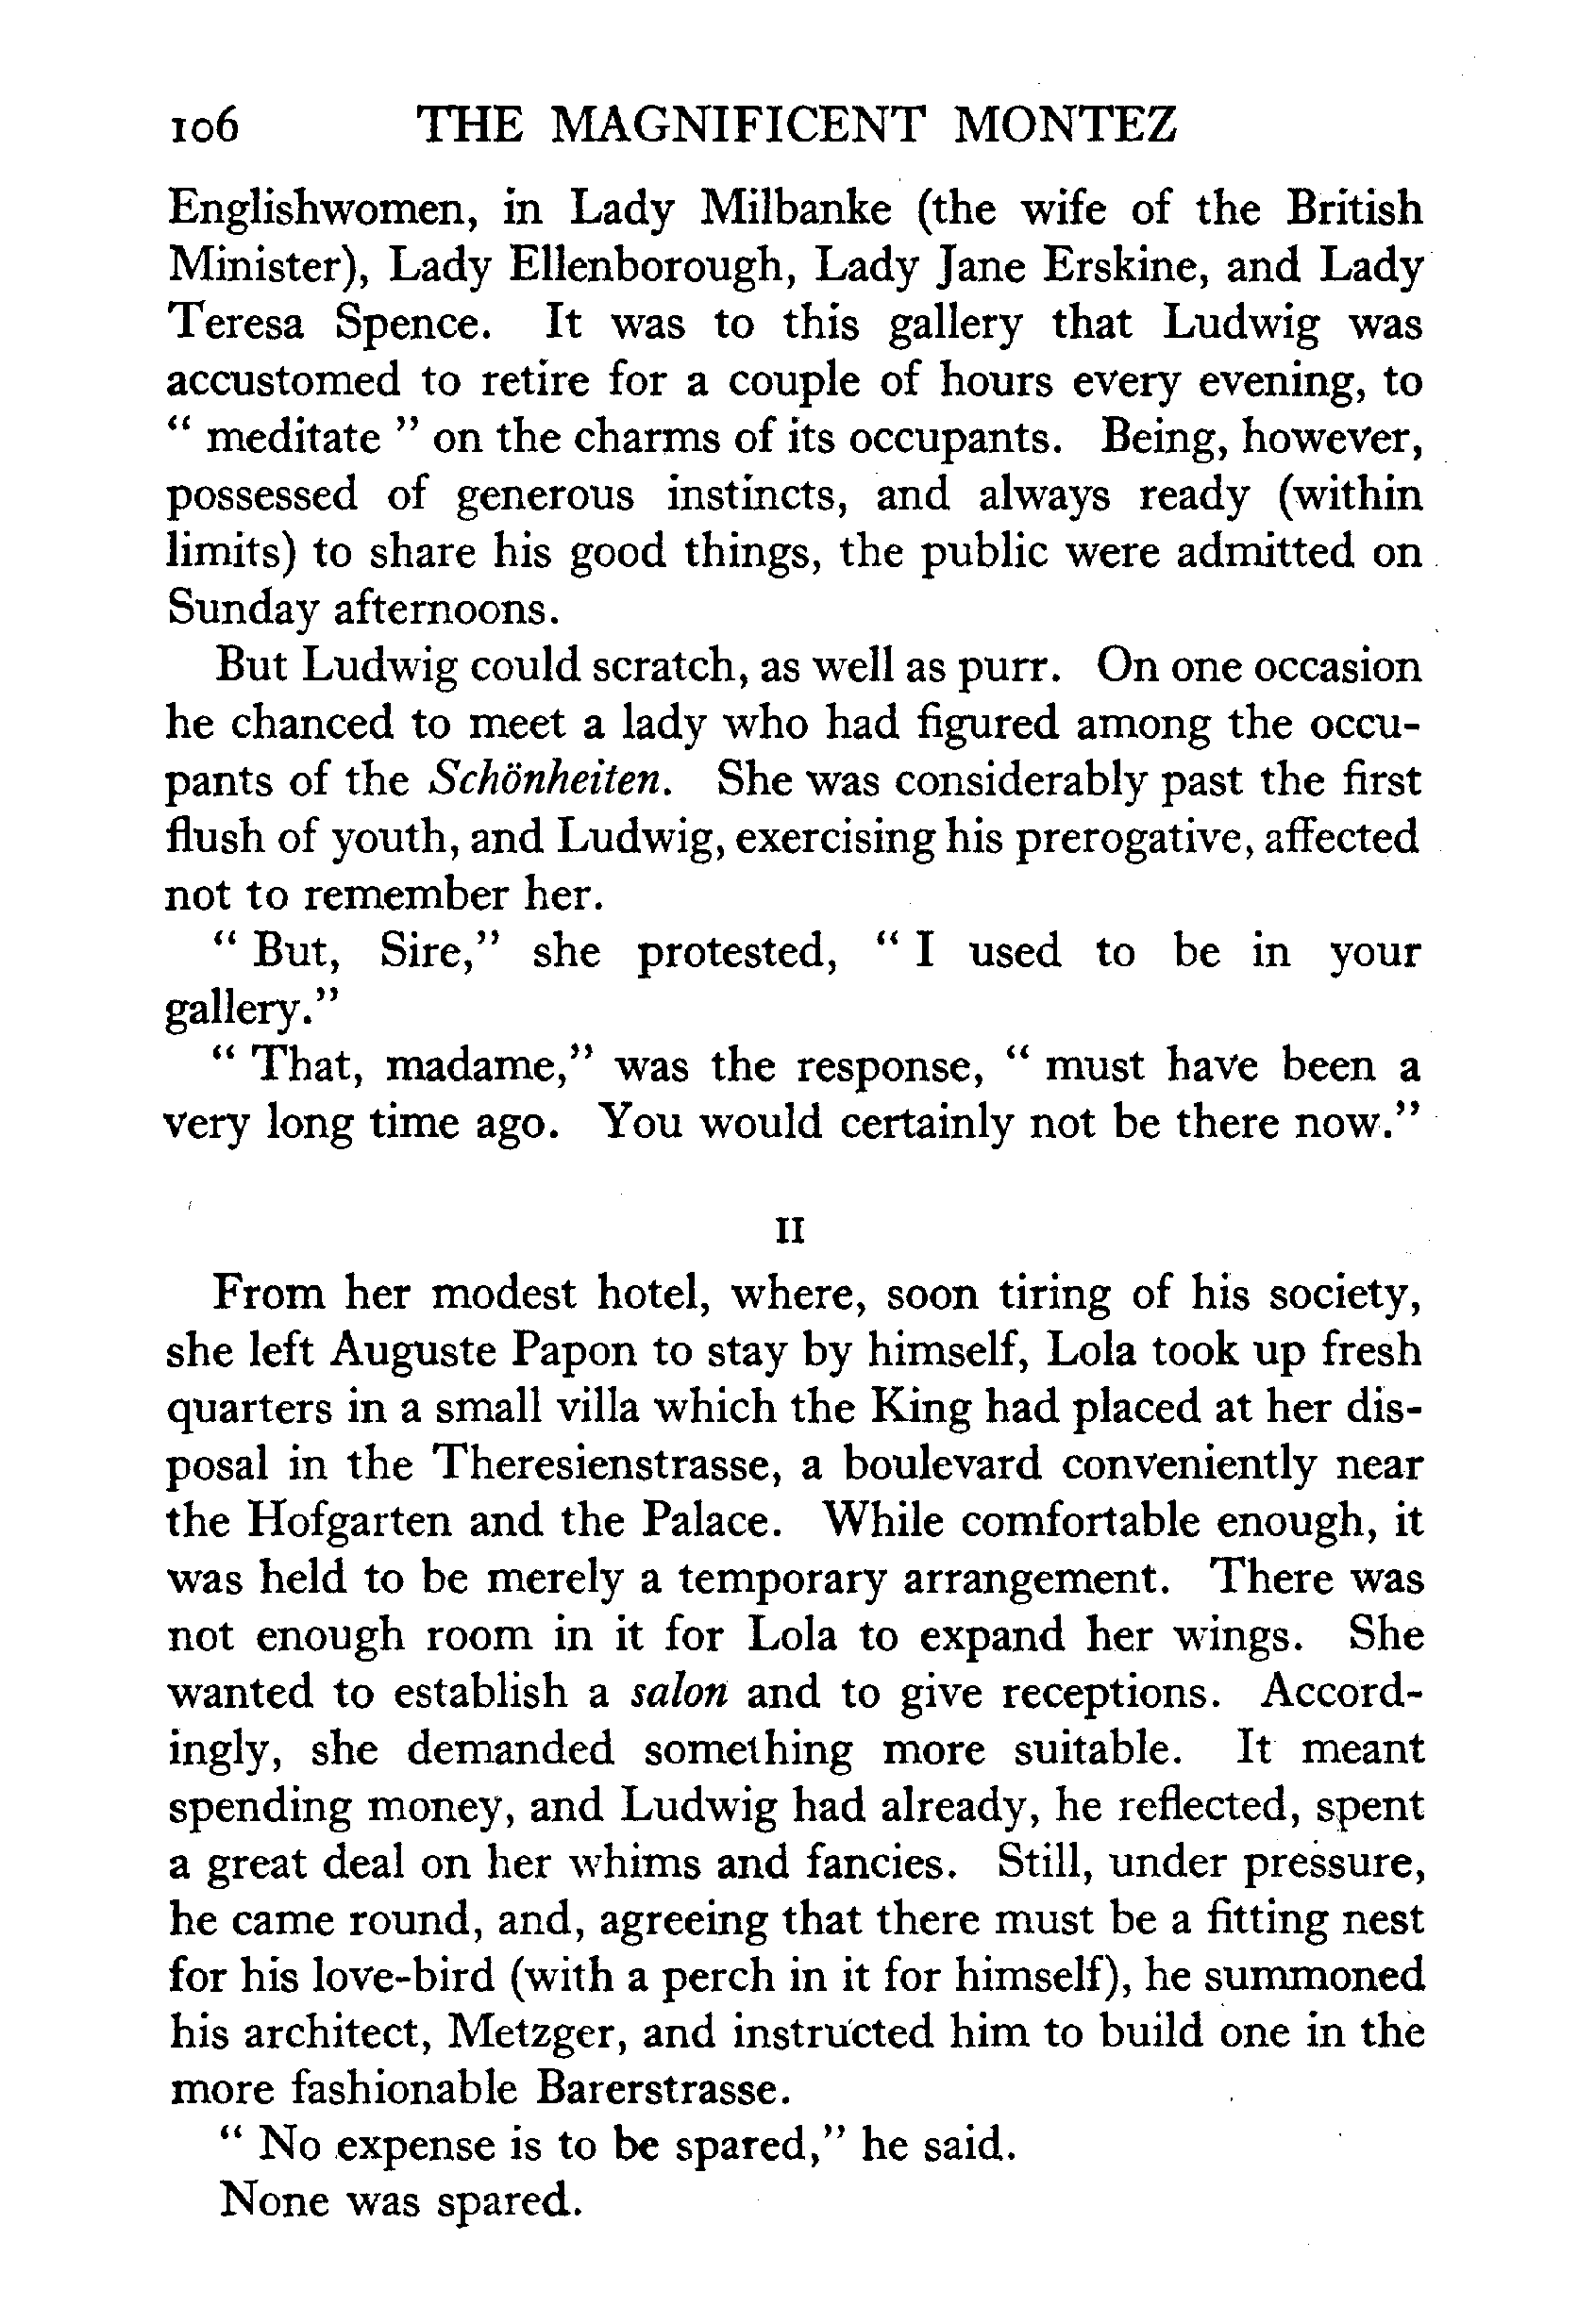 106 THE MAGNIFICENT MONTEZ
Englishwomen, in Lady Milbanke (the wife of the British
Minister), Lady Ellenborough, Lady Jane Erskine, and Lady
Teresa Spence. It was to this gallery that Ludwig was
accustomed to retire for a couple of hours every evening, to
“ meditate ” on the charms of its occupants. Being, however,
possessed of generous instincts, and always ready (within
limits) to share his good things, the public were admitted on
Sunday afternoons.
But Ludwig could scratch, as well as purr. On one occasion
he chanced to meet a lady who had figured among the occu-
pants of the Schönheiten. She was considerably past the first
flush of youth, and Ludwig, exercising his prerogative, affected
not to remember her.
“ But, Sire,” she protested, “ I used to be in your
gallery.”
“ That, madame,” was the response, “ must have been a
very long time ago. You would certainly not be there now.”
II
From her modest hotel, where, soon tiring of his society,
she left Auguste Papon to stay by himself, Lola took up fresh
quarters in a small villa which the King had placed at her dis-
posal in the Theresienstrasse, a boulevard conveniently near
the Hofgarten and the Palace. While comfortable enough, it
was held to be merely a temporary arrangement. There was
not enough room in it for Lola to expand her wings. She
wanted to establish a salon and to give receptions. Accord-
ingly, she demanded something more suitable. It meant
spending money, and Ludwig had already, he reflected, spent
a great deal on her whims and fancies. Still, under pressure,
he came round, and, agreeing that there must be a fitting nest
for his love-bird (with a perch in it for himself), he summoned
his architect, Metzger, and instructed him to build one in the
more fashionable Barerstrasse.
“ No expense is to be spared,” he said.
None was spared.